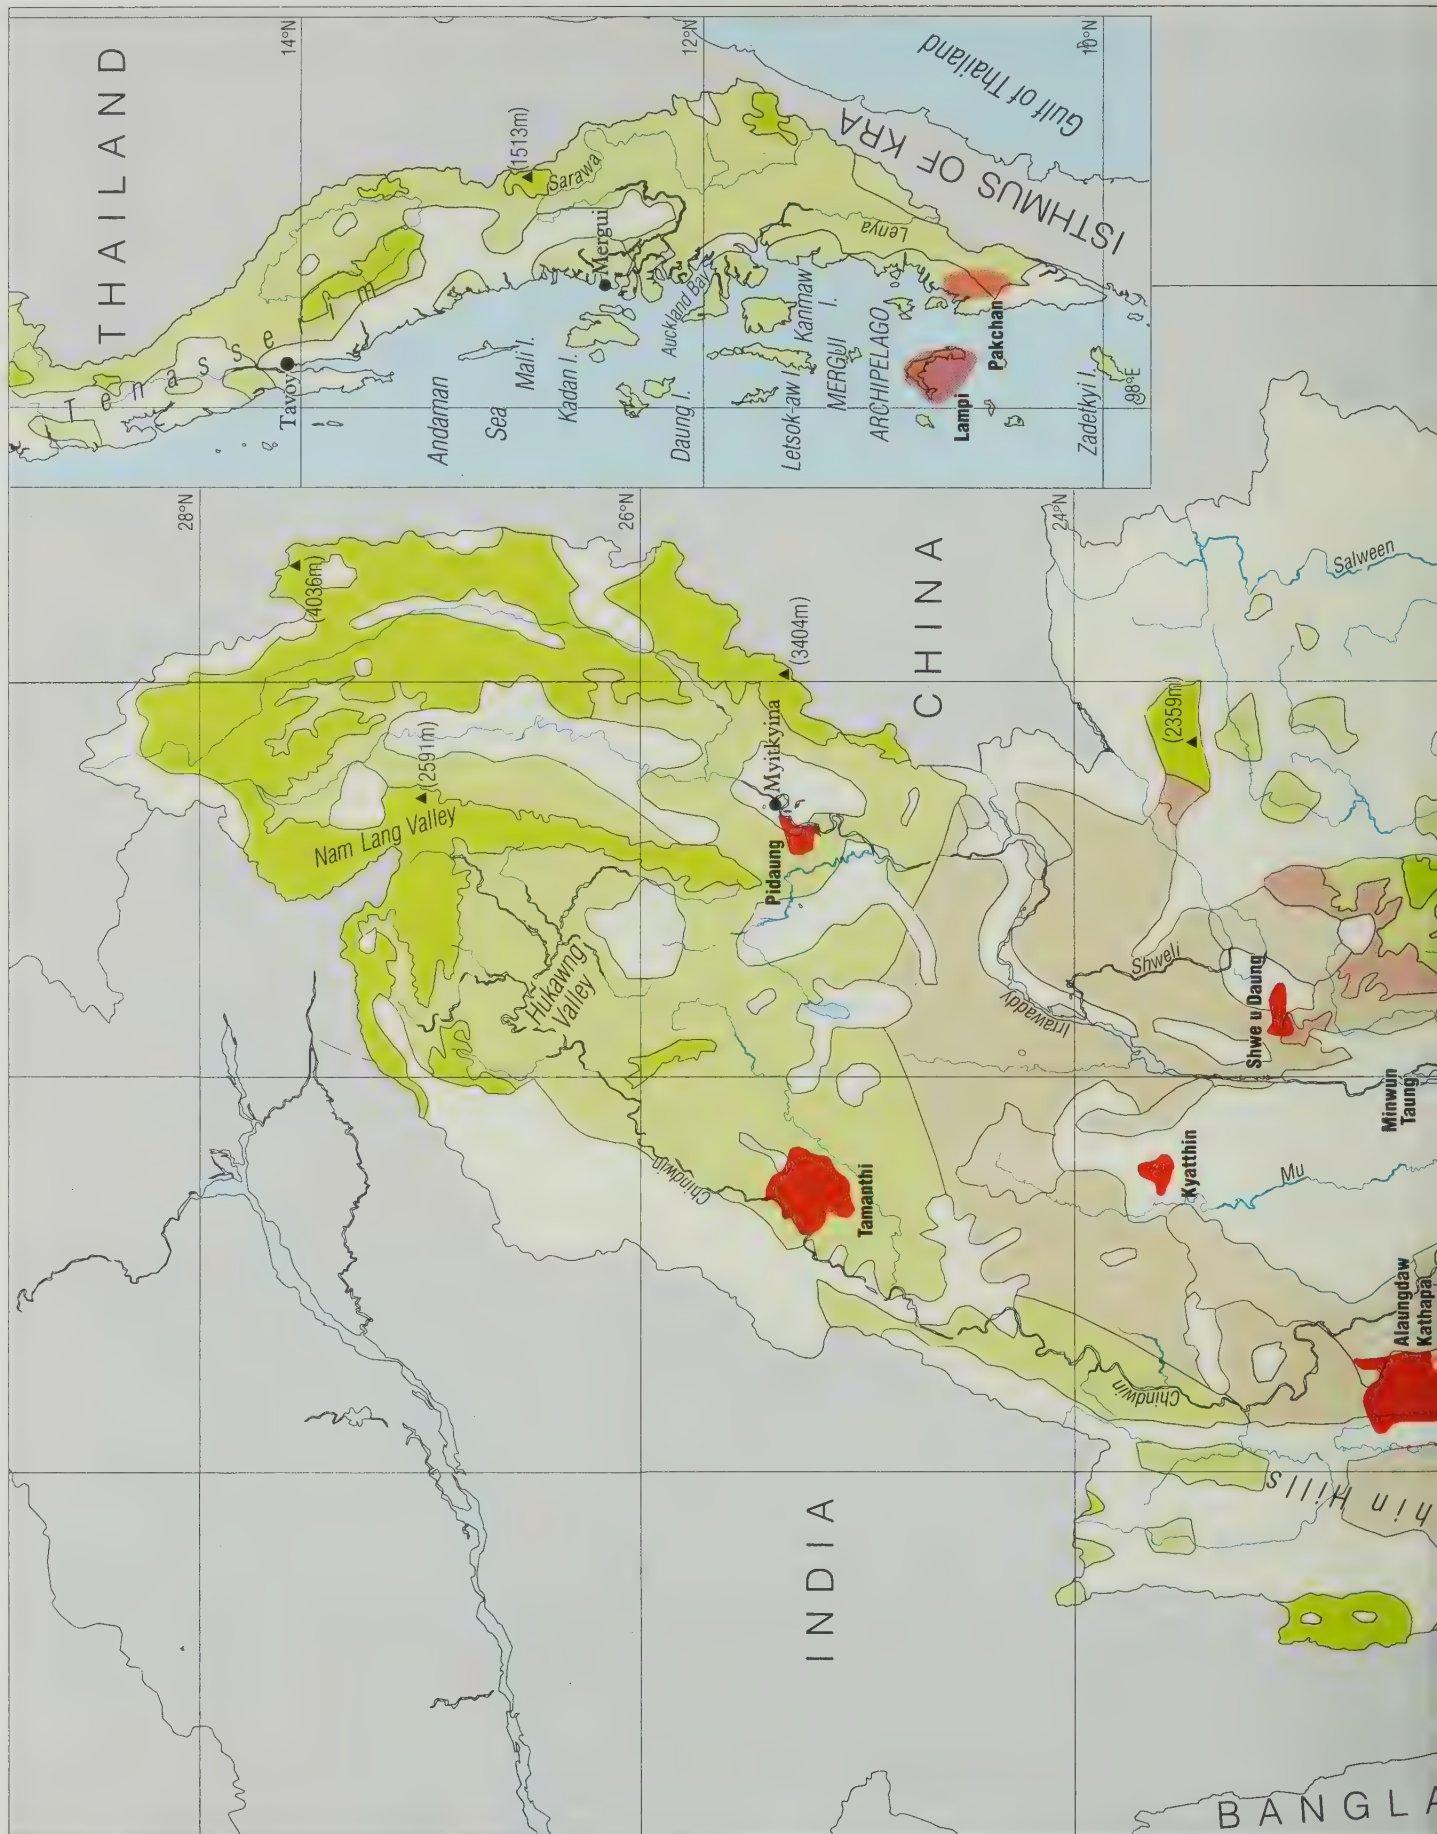 THAILAND
14°N
12°N
10°N
Gulf of Thailand
ISTHMUS OF KRA
(1513m)
Sarawa
Mergui
Lenya
Tenasserim
Tavoy
Andaman
Sea
Mali I.
Kadan I.
Daung I.
Auckland Bay
Letsok-aw I.
Kanmaw
I.
MERGUI
ARCHIPELAGO
Lampi
Pakchan
Zadetkyi I.
98°E
28°N
26°N
24°N
(4036m)
(3404m)
CHINA
Salween
(2591m)
Nam Lang Valley
Myitkyina
Pidaung
(2359m)
Hukawng
Valley
Shweli
Irrawaddy
Shwe u Daung
Chindwin
Tamanthi
Kyatthin
Minwun
Taung
Mu
Alaungdaw
Kathapa
Chindwin
hin Hills
INDIA
BANGLA